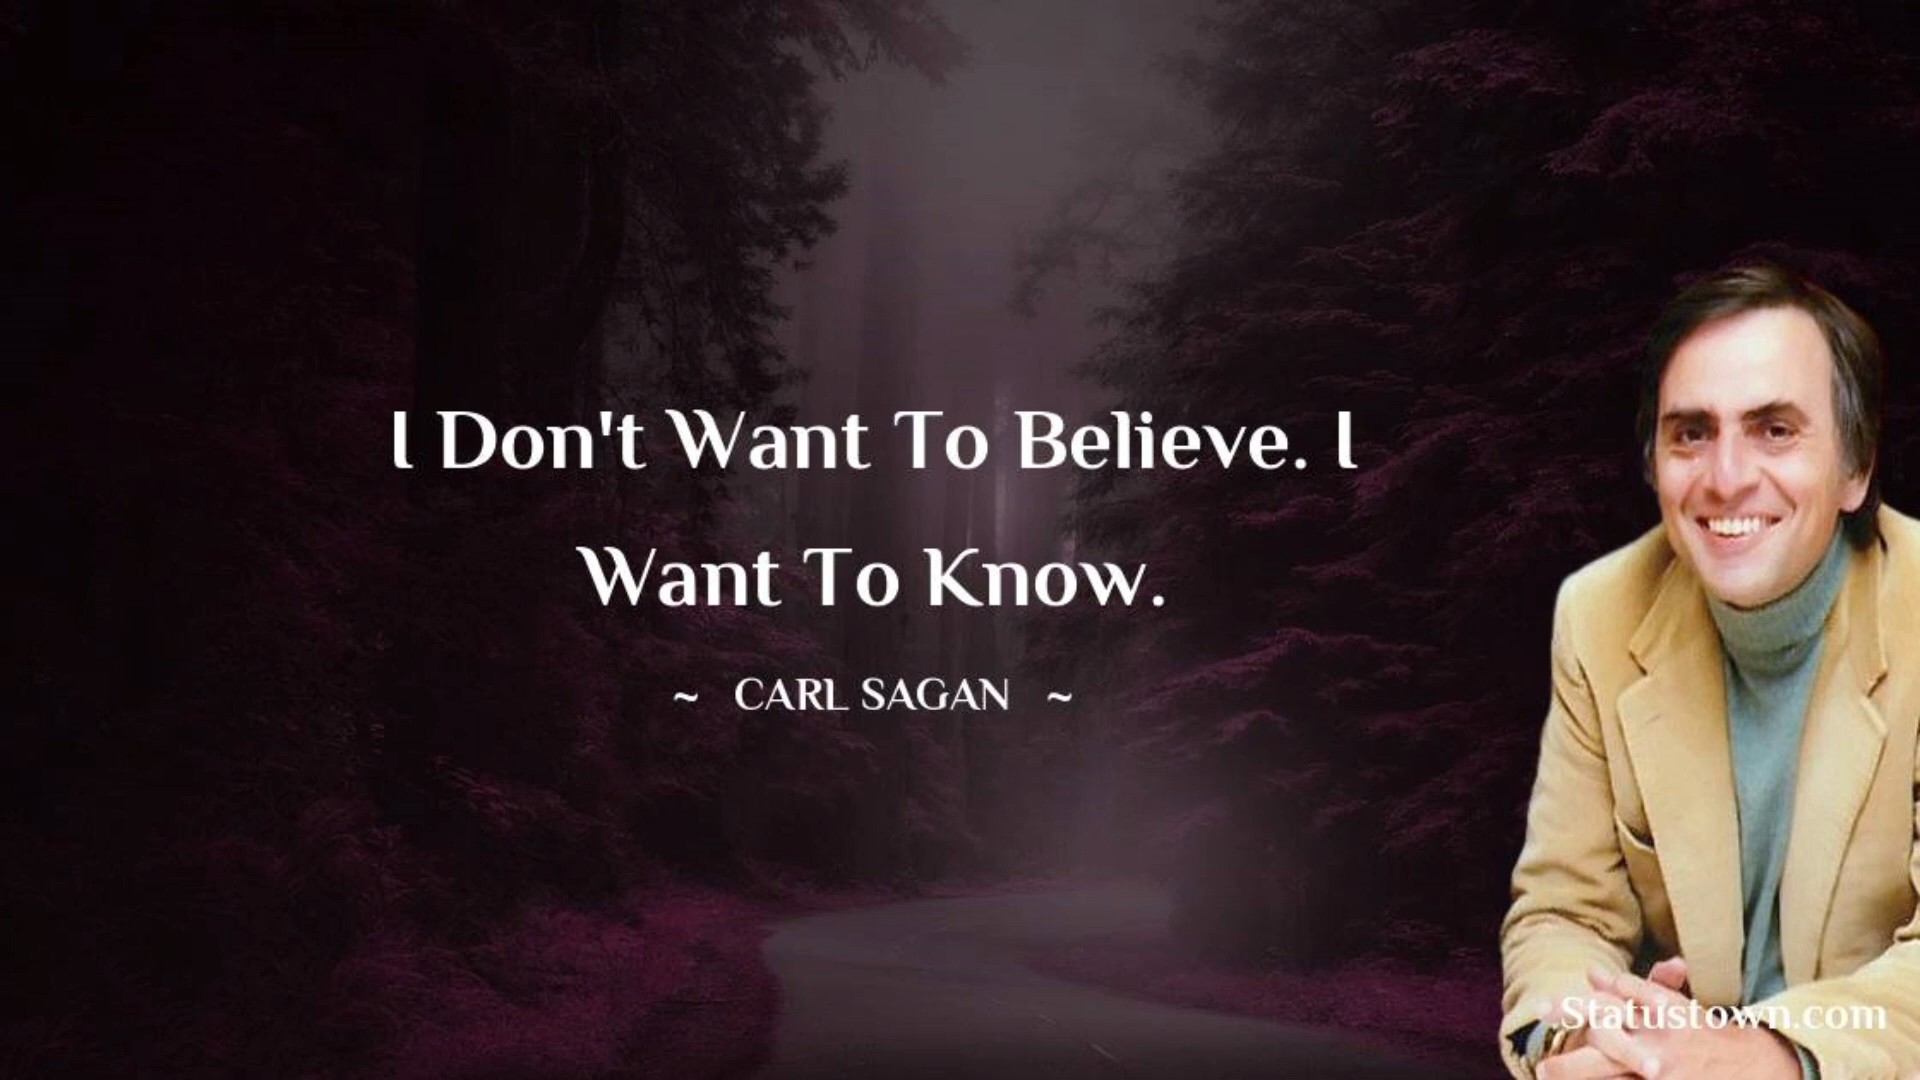 I Don't Want To Believe. I
Want To Know.
~ CARL SAGAN ~
Statustown.com